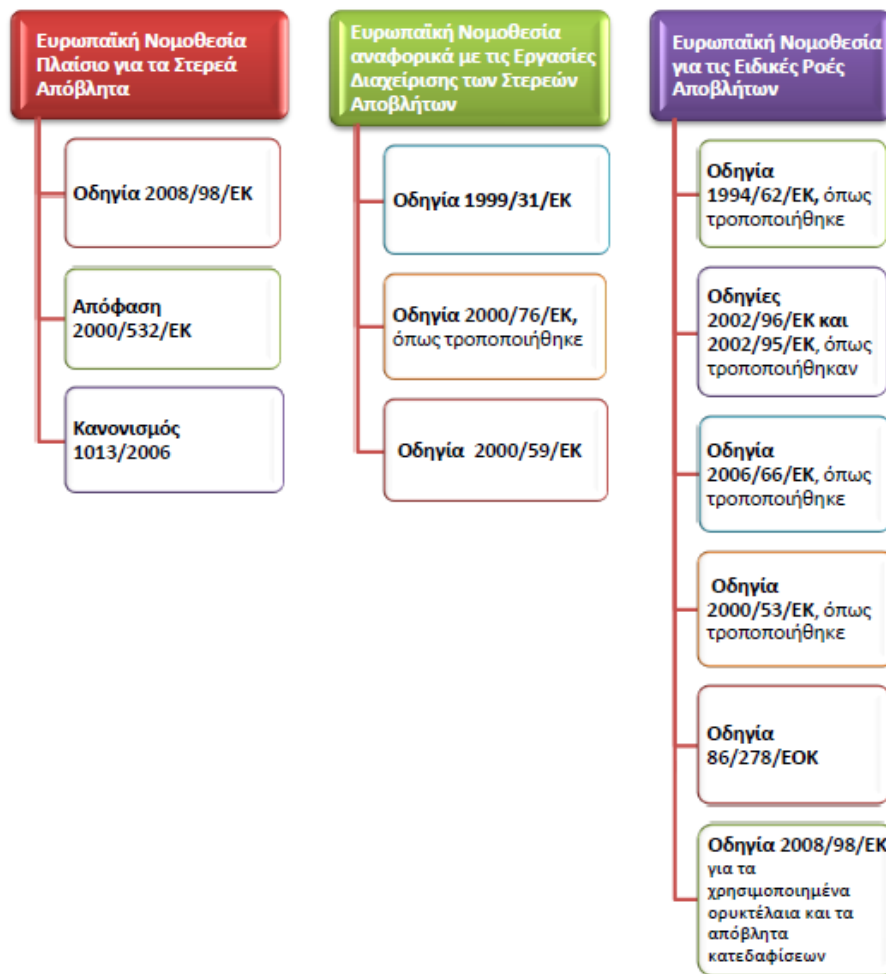 Ευρωπαϊκή Νομοθεσία
Πλαίσιο για τα Στερεά
Απόβλητα
Οδηγία 2008/98/ΕΚ
Απόφαση
2000/532/ΕΚ
Κανονισμός
1013/2006
Ευρωπαϊκή Νομοθεσία
αναφορικά με τις Εργασίες
Διαχείρισης των Στερεών
Αποβλήτων
Οδηγία 1999/31/ΕΚ
Οδηγία 2000/76/ΕΚ,
όπως τροποποιήθηκε
Οδηγία 2000/59/ΕΚ
Ευρωπαϊκή Νομοθεσία
για τις Ειδικές Ροές
Αποβλήτων
Οδηγία
1994/62/ΕΚ, όπως
τροποποιήθηκε
Οδηγίες
2002/96/ΕΚ και
2002/95/ΕΚ, όπως
τροποποιήθηκαν
Οδηγία
2006/66/ΕΚ, όπως
τροποποιήθηκε
Οδηγία
2000/53/ΕΚ, όπως
τροποποιήθηκε
Οδηγία
86/278/ΕΟΚ
Οδηγία 2008/98/ΕΚ
για τα
χρησιμοποιημένα
ορυκτέλαια και τα
απόβλητα
κατεδαφίσεων